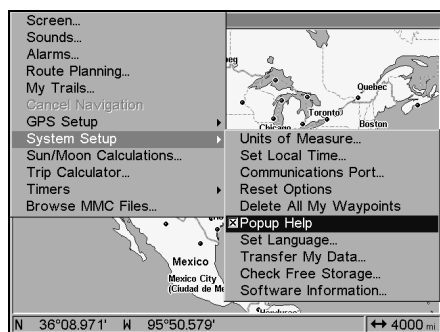 Screen...
Sounds...
Alarms...
Route Planning...
My Trails...
Cancel Navigation
GPS Setup
System Setup
Sun/Moon Calculations...
Trip Calculator...
Timers
Browse MMC Files...
Units of Measure...
Set Local Time...
Communications Port...
Reset Options
Delete All My Waypoints
Popup Help
Set Language...
Transfer My Data...
Check Free Storage...
Software Information...
Quebec
Toronto
Boston
Chicago
Mexico
Mexico City
(Ciudad de Me
N 36°08.971' W 95°50.579' ↔ 4000 mi